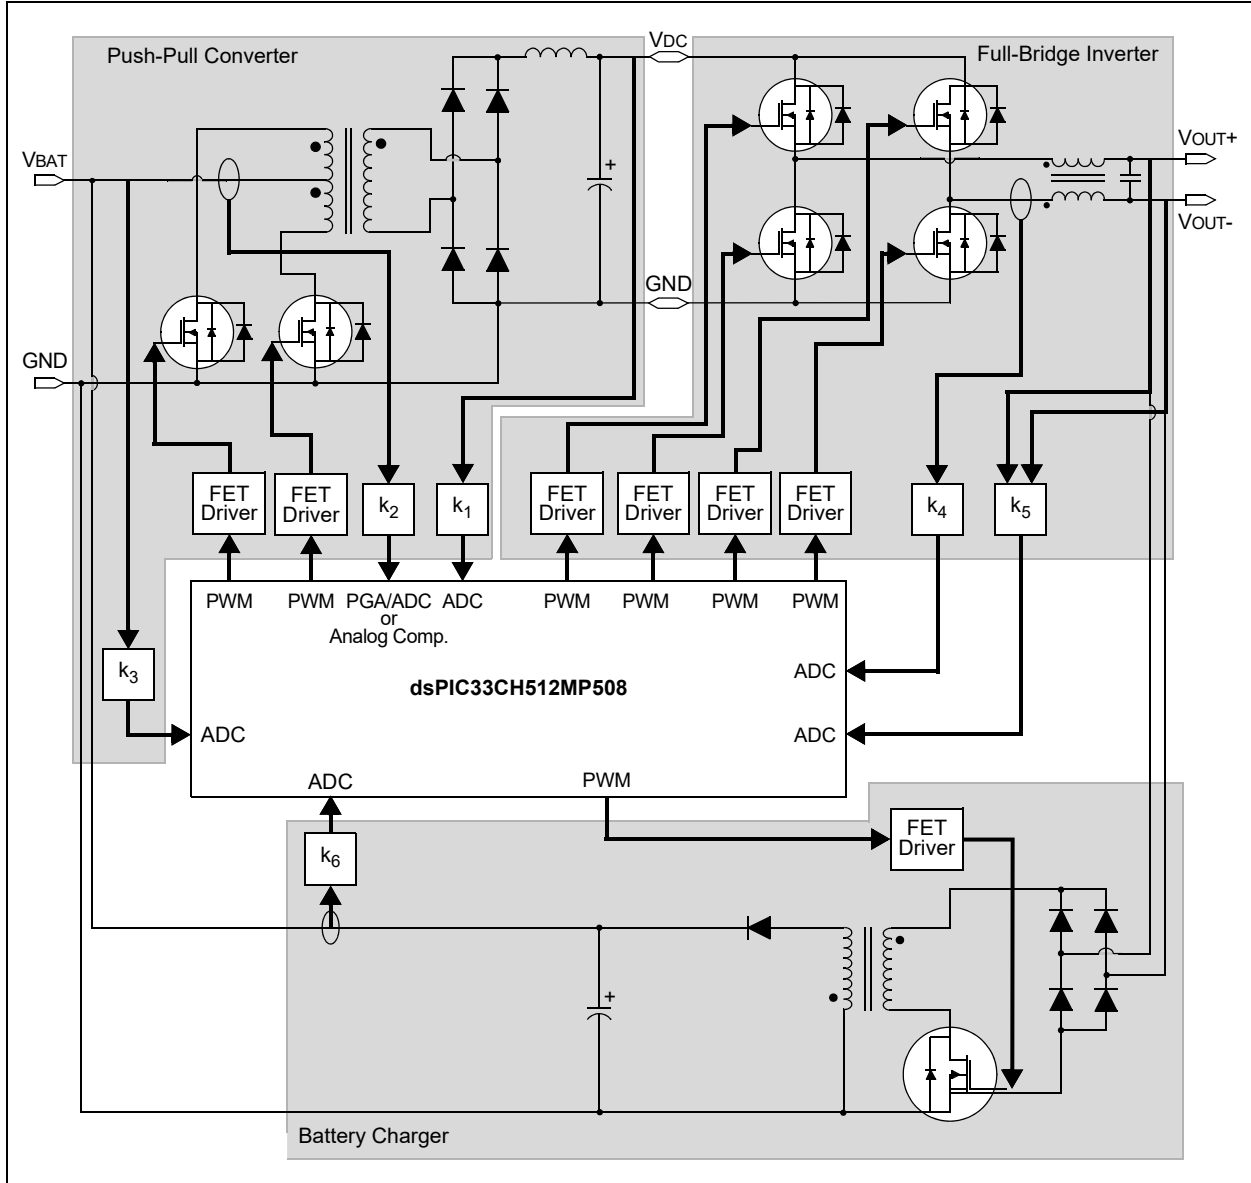 Push-Pull Converter
VDC
Full-Bridge Inverter
VBAT
+
VOUT+
VOUT-
GND
GND
FET
Driver
FET
Driver
k2
k1
FET
Driver
FET
Driver
FET
Driver
FET
Driver
k4
k5
PWM
PWM
PGA/ADC
or
Analog Comp.
ADC
PWM
PWM
PWM
PWM
k3
ADC
dsPIC33CH512MP508
ADC
ADC
ADC
PWM
k6
FET
Driver
+
Battery Charger